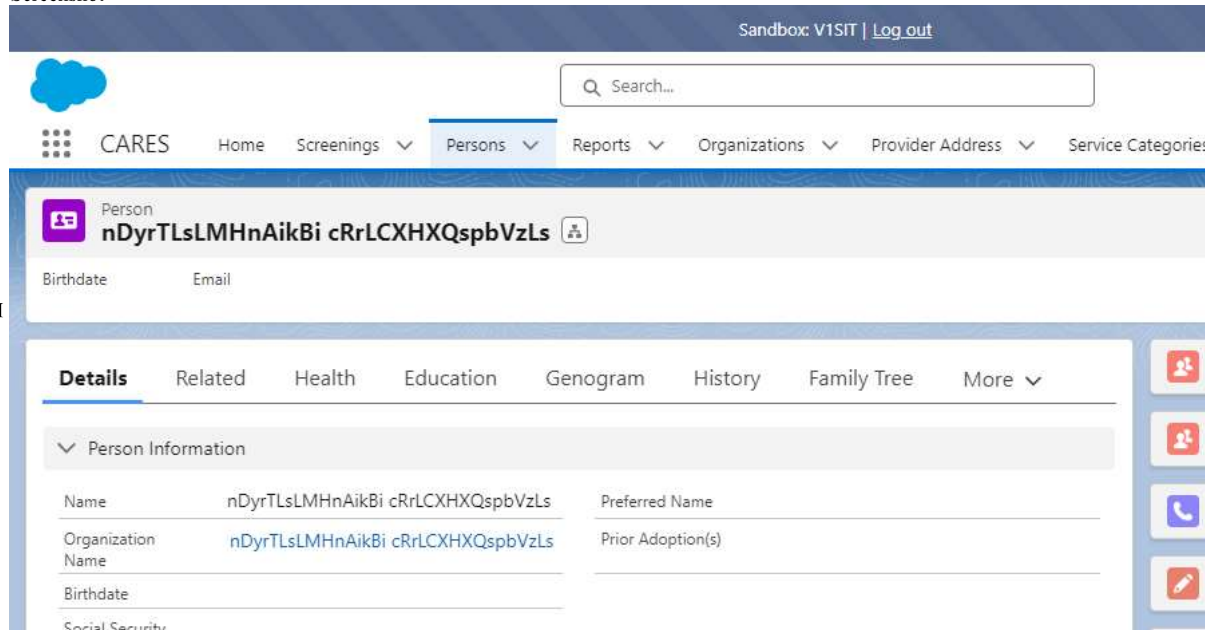 Sandbox: V1SIT | Log out
Search...
CARES Home Screenings Persons Reports Organizations Provider Address Service Categories
Person
nDyrTLsLMHnAikBi cRrLCXHXQspbVzLs
Birthdate Email
Details Related Health Education Genogram History Family Tree More
Person Information
Name nDyrTLsLMHnAikBi cRrLCXHXQspbVzLs Preferred Name
Organization Name nDyrTLsLMHnAikBi cRrLCXHXQspbVzLs Prior Adoption(s)
Birthdate
Social Security